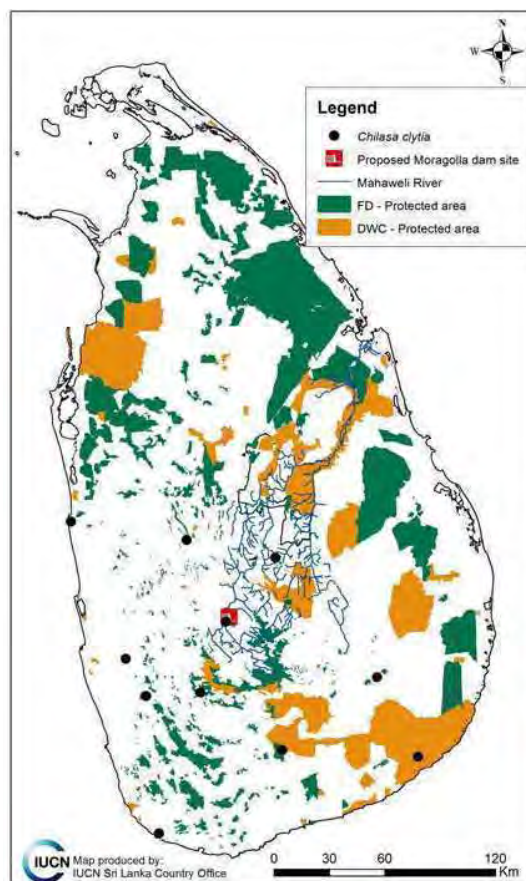 N
W
E
S
Legend
Chilasa clytia
Proposed Moragolla dam site
Mahaweli River
FD - Protected area
DWC - Protected area
IUCN
Map produced by:
IUCN Sri Lanka Country Office
0 30 60 120
Km